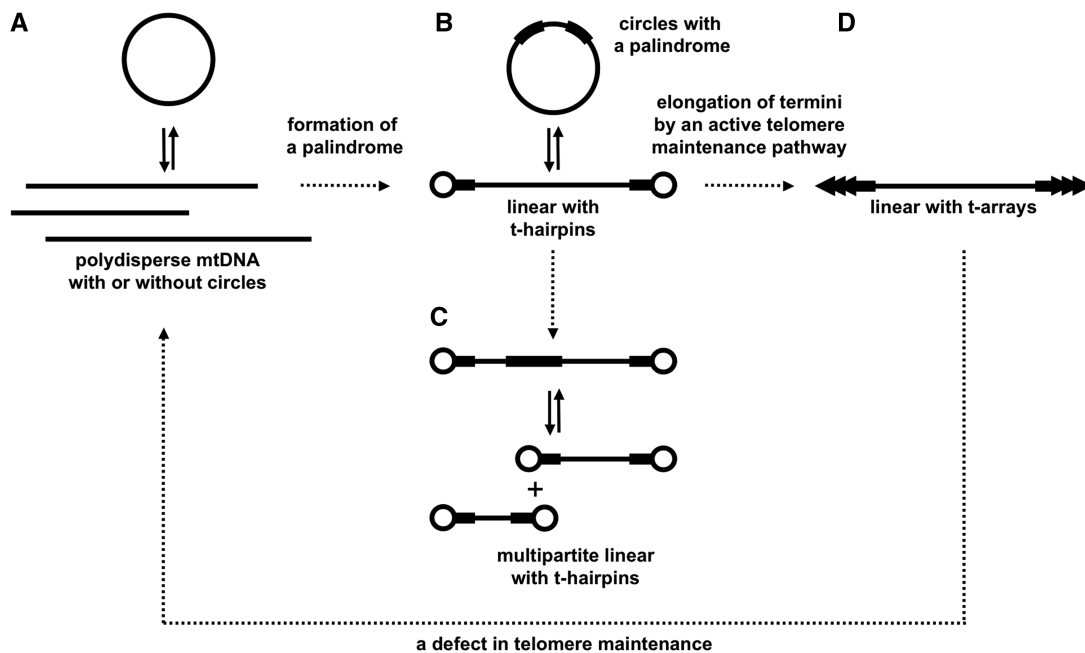 A
B
circles with
a palindrome
D
formation of
a palindrome
elongation of termini
by an active telomere
maintenance pathway
linear with
t-hairpins
linear with t-arrays
polydisperse mtDNA
with or without circles
C
+
multipartite linear
with t-hairpins
a defect in telomere maintenance